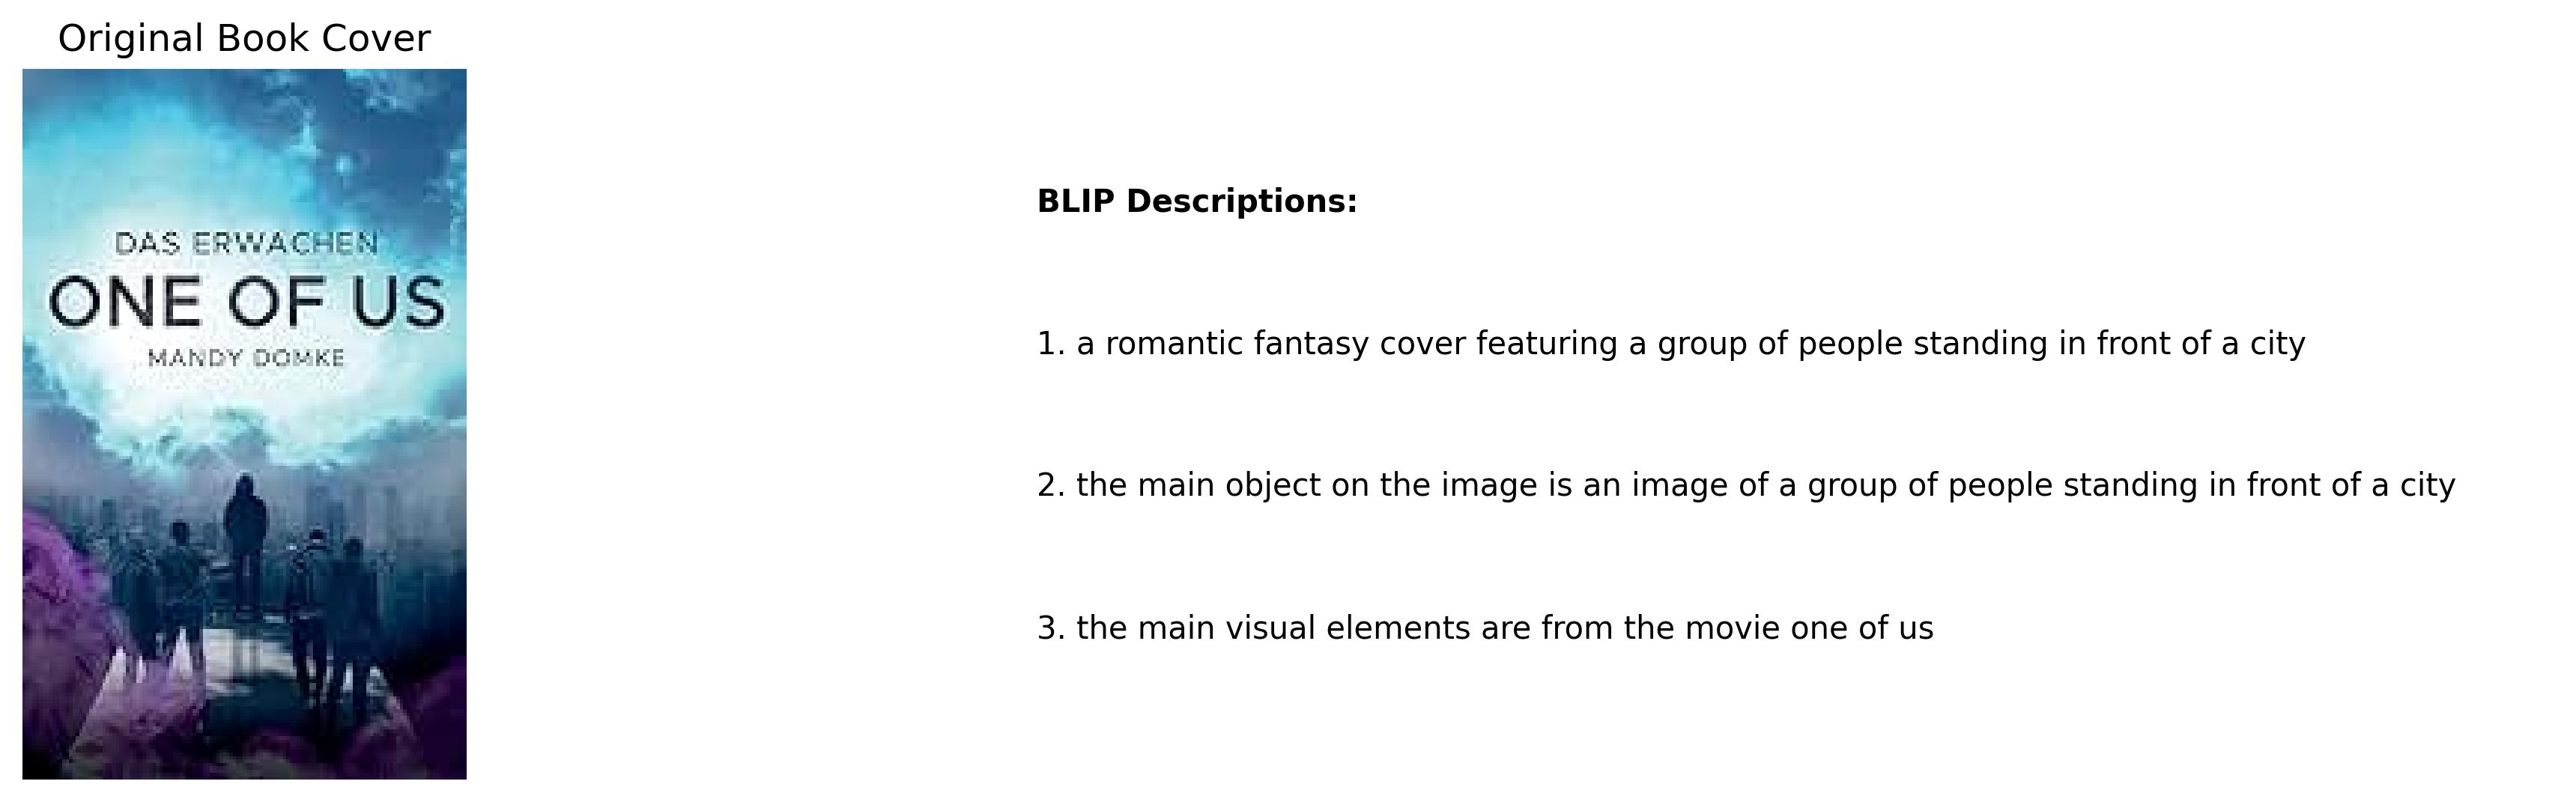 Original Book Cover
DAS ERWACHEN
ONE OF US
MANDY DOMKE
BLIP Descriptions:
1. a romantic fantasy cover featuring a group of people standing in front of a city
2. the main object on the image is an image of a group of people standing in front of a city
3. the main visual elements are from the movie one of us